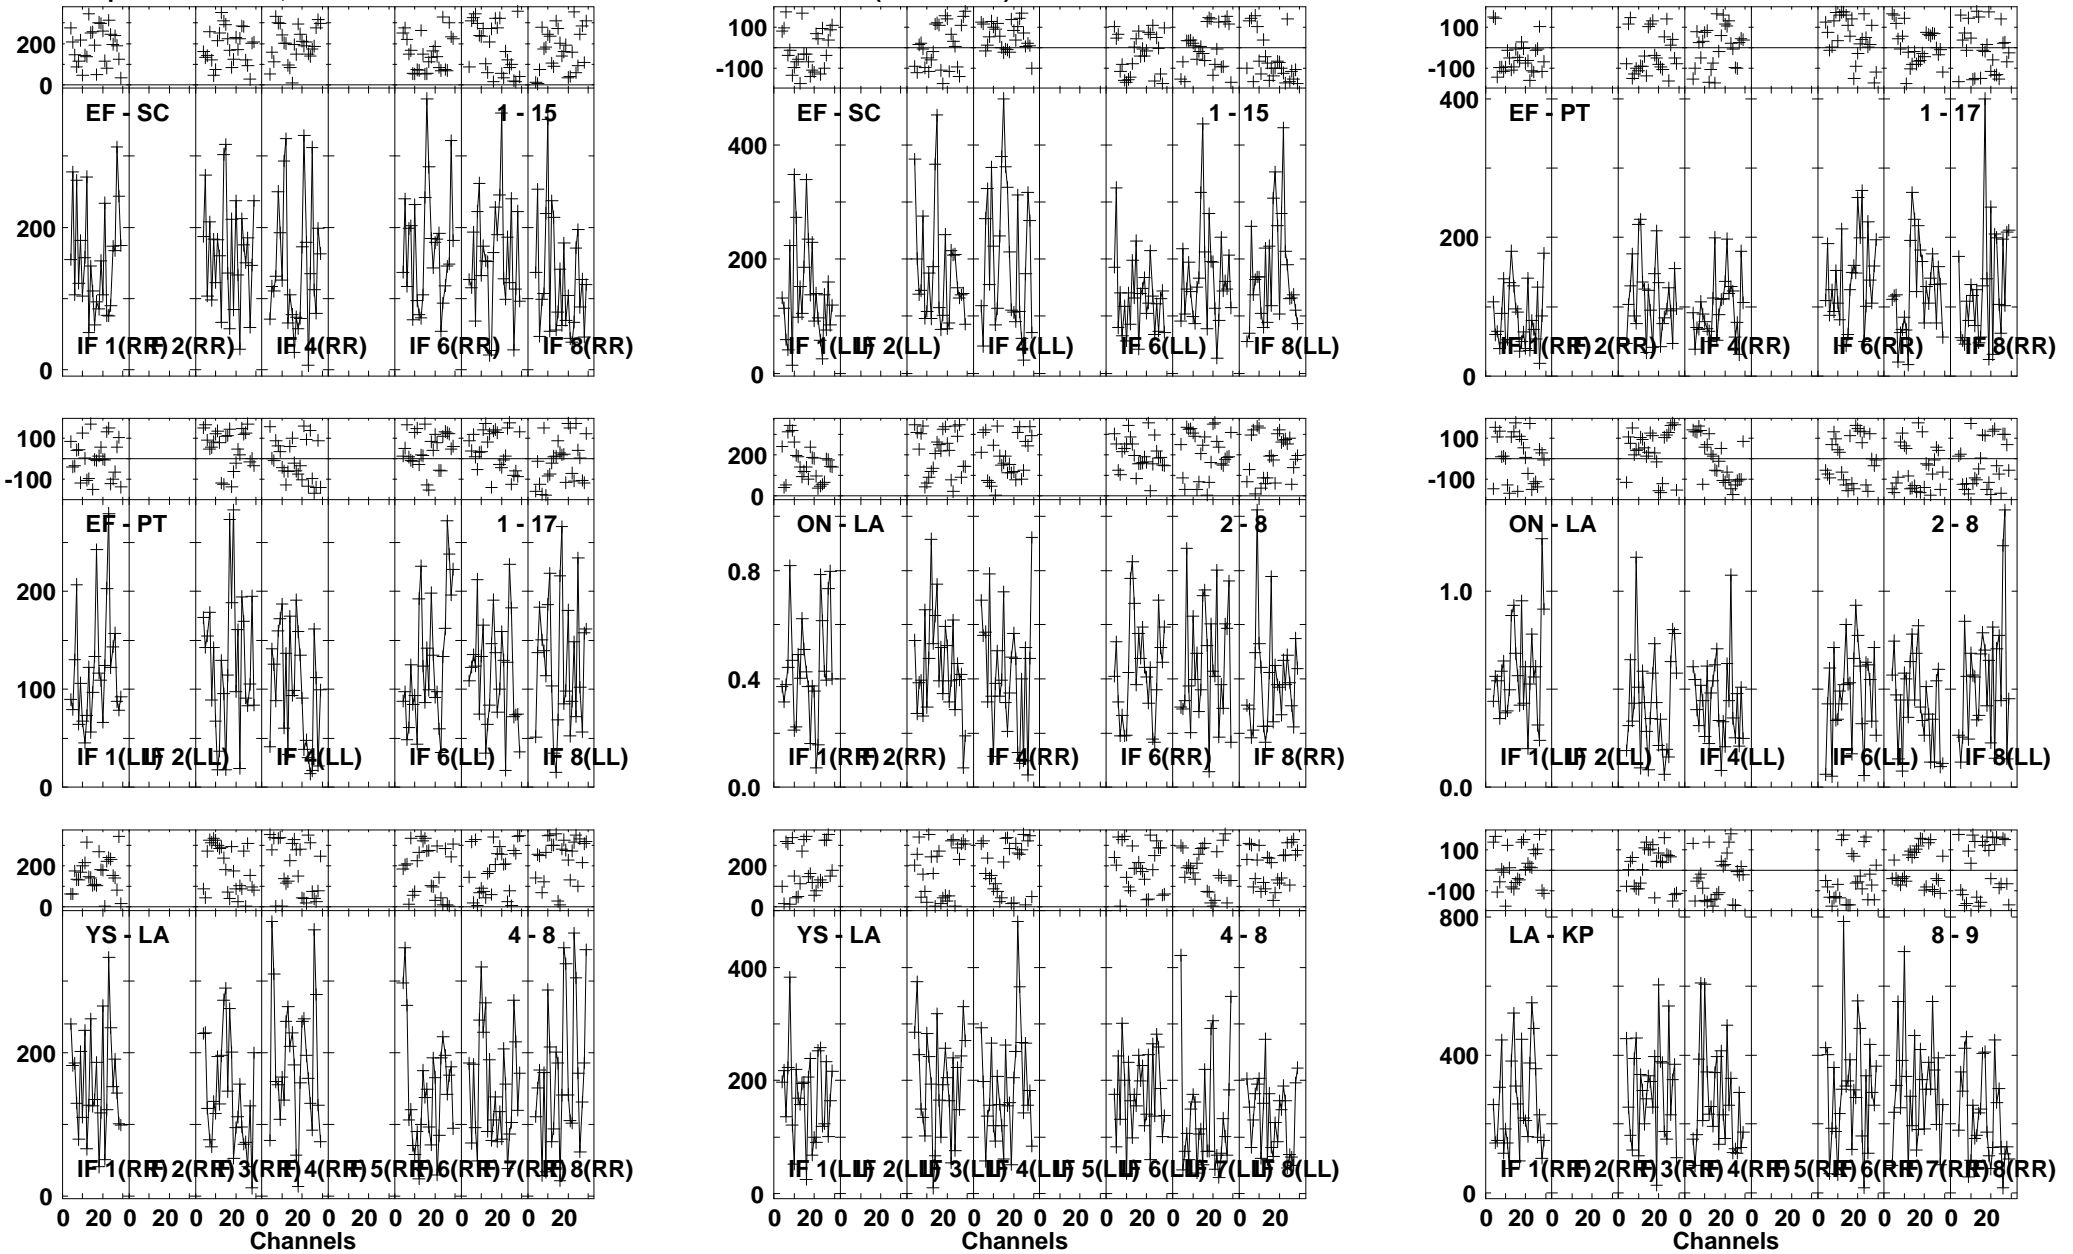 200
0
100
-100
100
-100
EF - SC 1 - 15
200
0
IF 1(RR) IF 2(RR) IF 4(RR) IF 6(RR) IF 8(RR)
EF - SC 1 - 15
400
200
0
IF 1(LL) IF 2(LL) IF 4(LL) IF 6(LL) IF 8(LL)
EF - PT 1 - 17
400
200
0
IF 1(RR) IF 2(RR) IF 4(RR) IF 6(RR) IF 8(RR)
100
-100
200
0
100
-100
EF - PT 1 - 17
200
100
0
IF 1(LL) IF 2(LL) IF 4(LL) IF 6(LL) IF 8(LL)
ON - LA 2 - 8
0.8
0.4
0.0
IF 1(RR) IF 2(RR) IF 4(RR) IF 6(RR) IF 8(RR)
ON - LA 2 - 8
1.0
0.0
IF 1(LL) IF 2(LL) IF 4(LL) IF 6(LL) IF 8(LL)
200
0
200
0
100
-100
YS - LA 4 - 8
200
0
IF 1(RR) IF 2(RR) IF 3(RR) IF 4(RR) IF 5(RR) IF 6(RR) IF 7(RR) IF 8(RR)
0 20 0 20 0 20 0 20 0 20 0 20 0 20 0 20
Channels
YS - LA 4 - 8
400
200
0
IF 1(LL) IF 2(LL) IF 3(LL) IF 4(LL) IF 5(LL) IF 6(LL) IF 7(LL) IF 8(LL)
0 20 0 20 0 20 0 20 0 20 0 20 0 20 0 20
Channels
LA - KP 8 - 9
800
400
0
IF 1(RR) IF 2(RR) IF 3(RR) IF 4(RR) IF 5(RR) IF 6(RR) IF 7(RR) IF 8(RR)
0 20 0 20 0 20 0 20 0 20 0 20 0 20 0 20
Channels